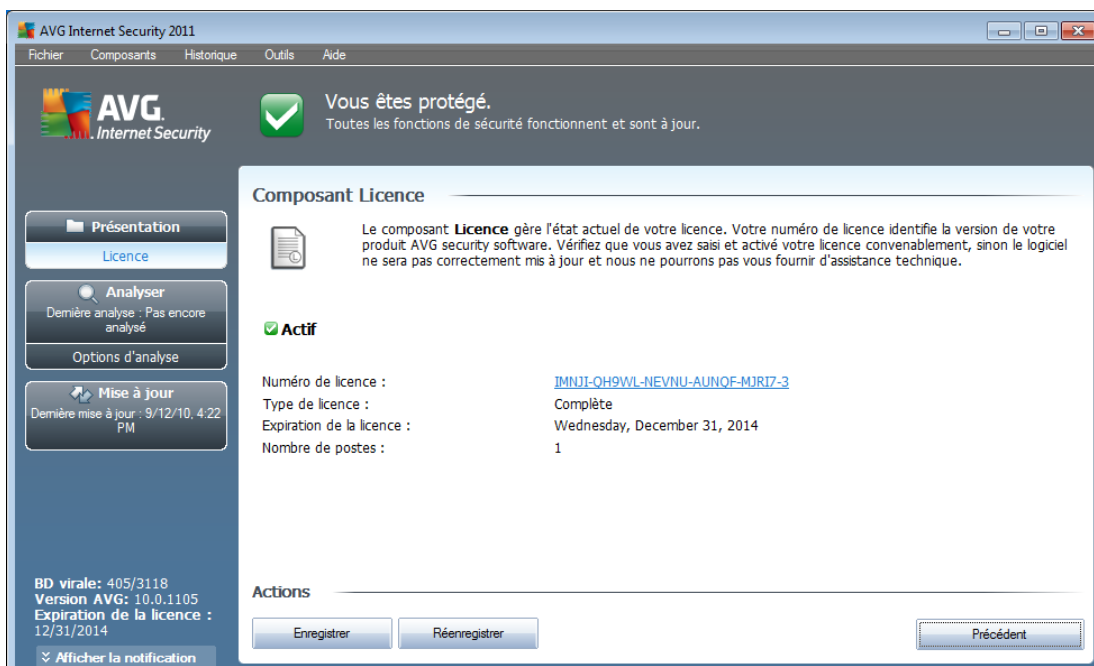 AVG Internet Security 2011
Fichier Composants Historique Outils Aide
AVG.
Internet Security
Vous êtes protégé.
Toutes les fonctions de sécurité fonctionnent et sont à jour.
Présentation
Licence
Analyser
Dernière analyse : Pas encore
analysé
Options d'analyse
Mise à jour
Dernière mise à jour : 9/12/10, 4:22
PM
BD virale: 405/3118
Version AVG: 10.0.1105
Expiration de la licence :
12/31/2014
Afficher la notification
Composant Licence
Le composant Licence gère l'état actuel de votre licence. Votre numéro de licence identifie la version de votre
produit AVG security software. Vérifiez que vous avez saisi et activé votre licence convenablement, sinon le logiciel
ne sera pas correctement mis à jour et nous ne pourrons pas vous fournir d'assistance technique.
Actif
Numéro de licence : IMNJI-QH9WL-NEVNU-AUNQF-MJRI7-3
Type de licence : Complète
Expiration de la licence : Wednesday, December 31, 2014
Nombre de postes : 1
Actions
Enregistrer Réenregistrer Précédent